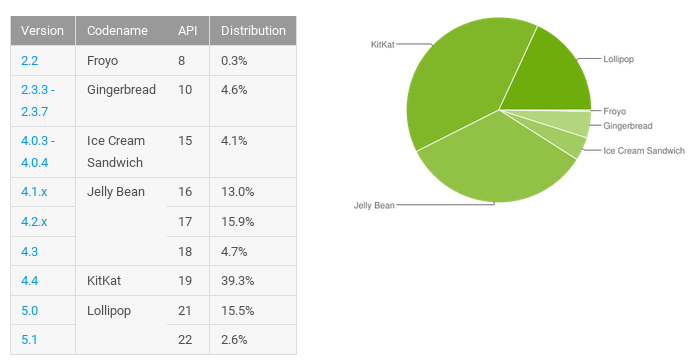 Version Codename API Distribution
2.2 Froyo 8 0.3%
2.3.3 - Gingerbread 10 4.6%
2.3.7
4.0.3 - Ice Cream 15 4.1%
4.0.4 Sandwich
4.1.x Jelly Bean 16 13.0%
4.2.x 17 15.9%
4.3 18 4.7%
4.4 KitKat 19 39.3%
5.0 Lollipop 21 15.5%
5.1 22 2.6%
KitKat
Lollipop
Froyo
Gingerbread
Ice Cream Sandwich
Jelly Bean